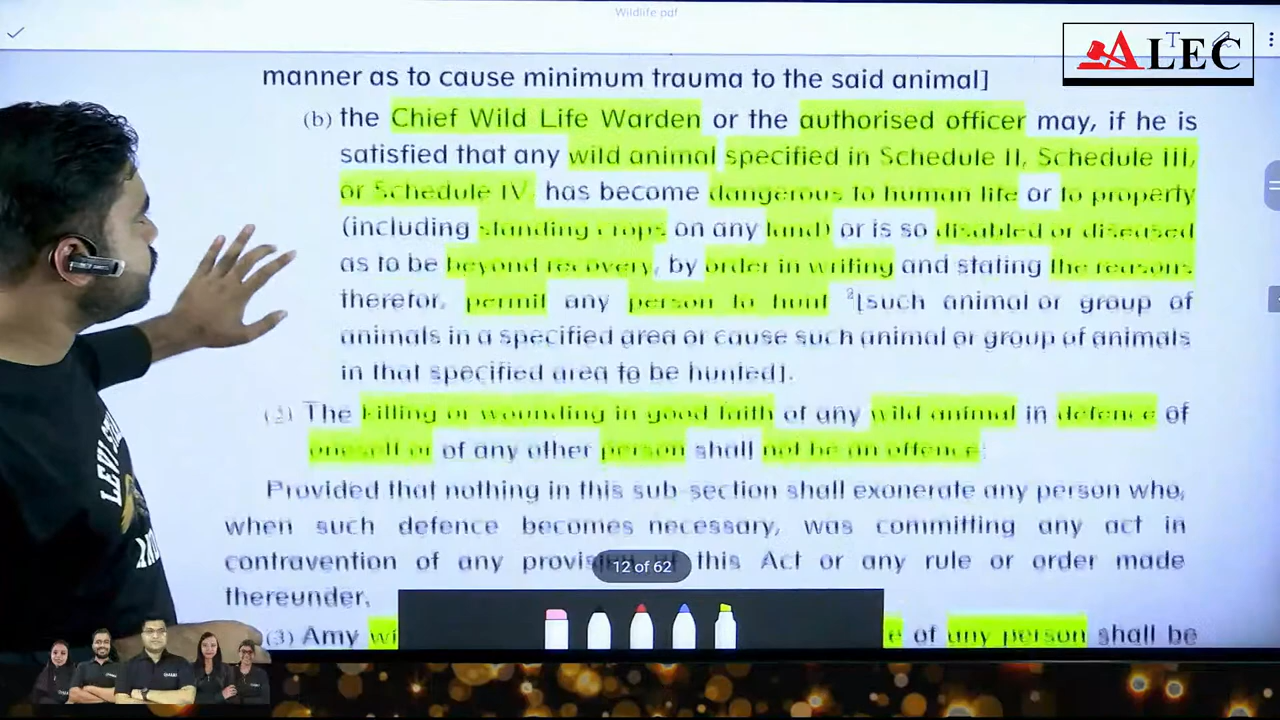 Wildlife pdf
ALEC
manner as to cause minimum trauma to the said animal]
(b) the Chief Wild Life Warden or the authorised officer may, if he is
satisfied that any wild animal specified in Schedule II, Schedule III,
or Schedule IV, has become dangerous to human life or to property
(including standing crops on any land) or is so disabled or diseased
as to be beyond recovery, by order in writing and stating the reasons
therefor, permit any person to hunt ²[such animal or group of
animals in a specified area or cause such animal or group of animals
in that specified area to be hunted].
The killing or wounding in good faith of any wild animal in defence of
oneself or of any other person shall not be an offence:
Provided that nothing in this sub-section shall exonerate any person who,
when such defence becomes necessary, was committing any act in
contravention of any this Act or any rule or order made
12 of 62
thereunder.
(3) Amy of any person shall be
LEVI